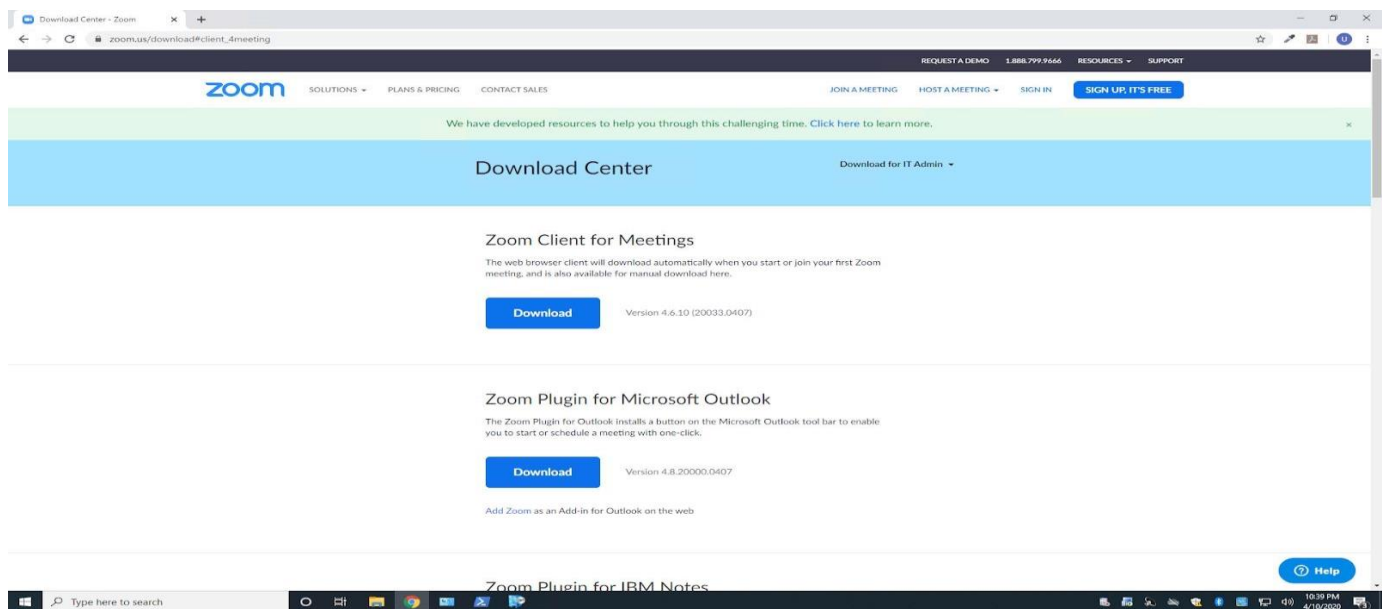 Download Center - Zoom
zoom.us/download#client_4meeting
REQUEST A DEMO 1.888.799.9666 RESOURCES SUPPORT
zoom SOLUTIONS PLANS & PRICING CONTACT SALES JOIN A MEETING HOST A MEETING SIGN IN SIGN UP, IT'S FREE
We have developed resources to help you through this challenging time. Click here to learn more.
Download Center Download for IT Admin
Zoom Client for Meetings
The web browser client will download automatically when you start or join your first Zoom
meeting, and is also available for manual download here.
Download Version 4.6.10 (20033.0407)
Zoom Plugin for Microsoft Outlook
The Zoom Plugin for Outlook installs a button on the Microsoft Outlook tool bar to enable
you to start or schedule a meeting with one-click.
Download Version 4.8.20000.0407
Add Zoom as an Add-in for Outlook on the web
Help
Zoom Plugin for IBM Notes
Type here to search
10:39 PM
4/10/2020